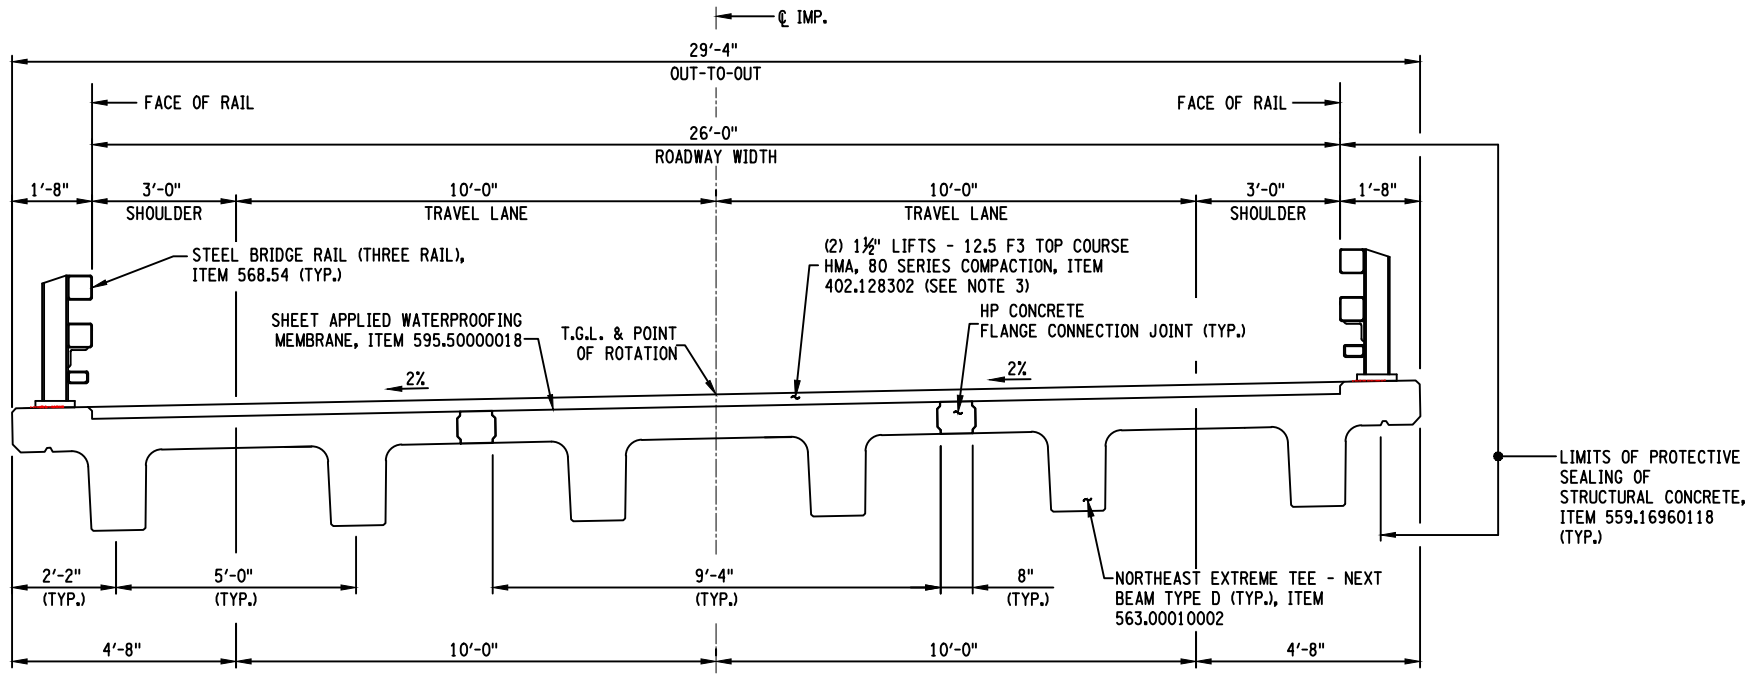 ℄ IMP.
29'-4"
OUT-TO-OUT
FACE OF RAIL
FACE OF RAIL
26'-0"
ROADWAY WIDTH
1'-8"
3'-0"
10'-0"
10'-0"
3'-0"
1'-8"
SHOULDER
TRAVEL LANE
TRAVEL LANE
SHOULDER
STEEL BRIDGE RAIL (THREE RAIL),
ITEM 568.54 (TYP.)
(2) 1½" LIFTS - 12.5 F3 TOP COURSE
HMA, 80 SERIES COMPACTION, ITEM
402.128302 (SEE NOTE 3)
SHEET APPLIED WATERPROOFING
MEMBRANE, ITEM 595.50000018
T.G.L. & POINT
OF ROTATION
HP CONCRETE
FLANGE CONNECTION JOINT (TYP.)
2%
2%
LIMITS OF PROTECTIVE
SEALING OF
STRUCTURAL CONCRETE,
ITEM 559.16960118
(TYP.)
2'-2"
(TYP.)
5'-0"
(TYP.)
9'-4"
(TYP.)
8"
(TYP.)
NORTHEAST EXTREME TEE - NEXT
BEAM TYPE D (TYP.), ITEM
563.00010002
4'-8"
10'-0"
10'-0"
4'-8"